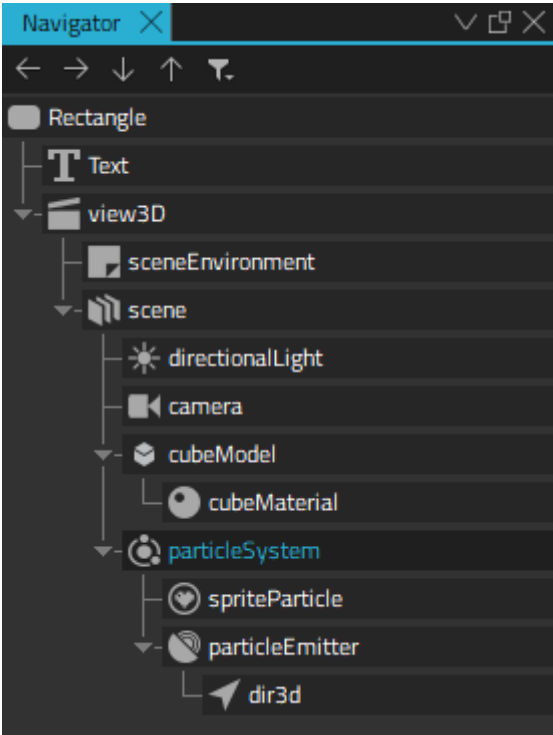 Navigator
Rectangle
Text
view3D
sceneEnvironment
scene
directionalLight
camera
cubeModel
cubeMaterial
particleSystem
spriteParticle
particleEmitter
dir3d